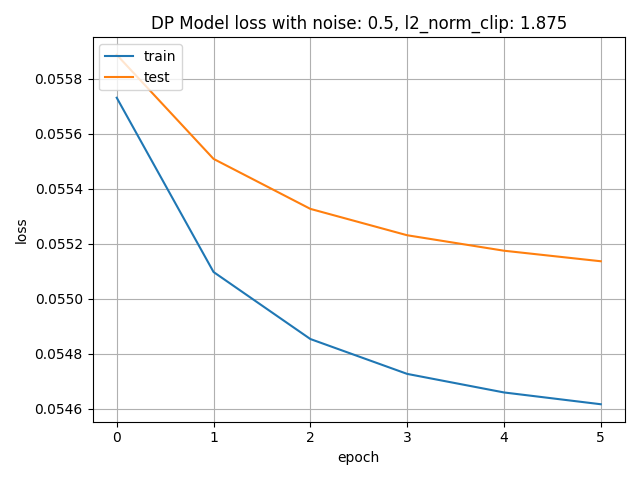 DP Model loss with noise: 0.5, l2_norm_clip: 1.875
train
test
0.0558
0.0556
0.0554
0.0552
0.0550
0.0548
0.0546
loss
0 1 2 3 4 5
epoch